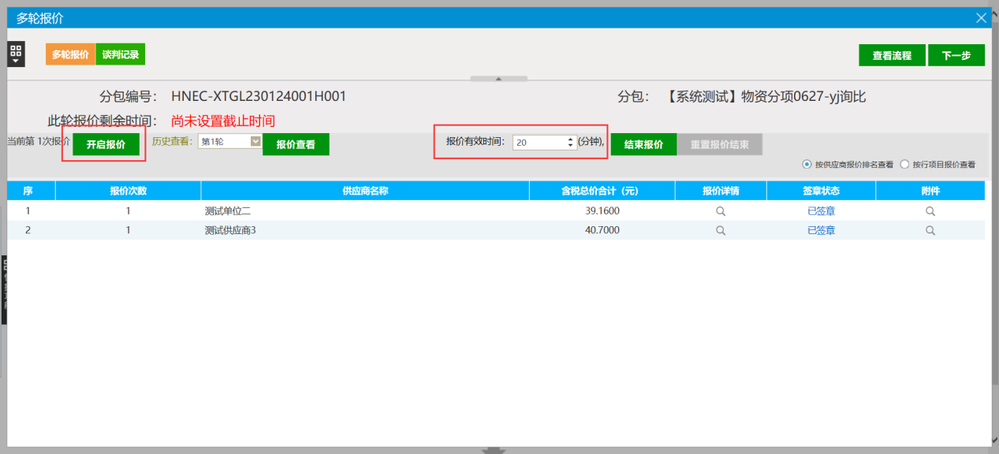 多轮报价
多轮报价 谈判记录 查看流程 下一步
分包编号： HNEC-XTGL230124001H001 分包： 【系统测试】物资分项0627-yj询比
此轮报价剩余时间： 尚未设置截止时间
当前第 1次报价 开启报价 历史查看： 第1轮 报价查看 报价有效时间： 20 (分钟), 结束报价 重置报价结束
按供应商报价排名查看 按行项目报价查看
序 报价次数 供应商名称 含税总价合计（元） 报价详情 签章状态 附件
1 1 测试单位二 39.1600 已签章
2 1 测试供应商3 40.7000 已签章